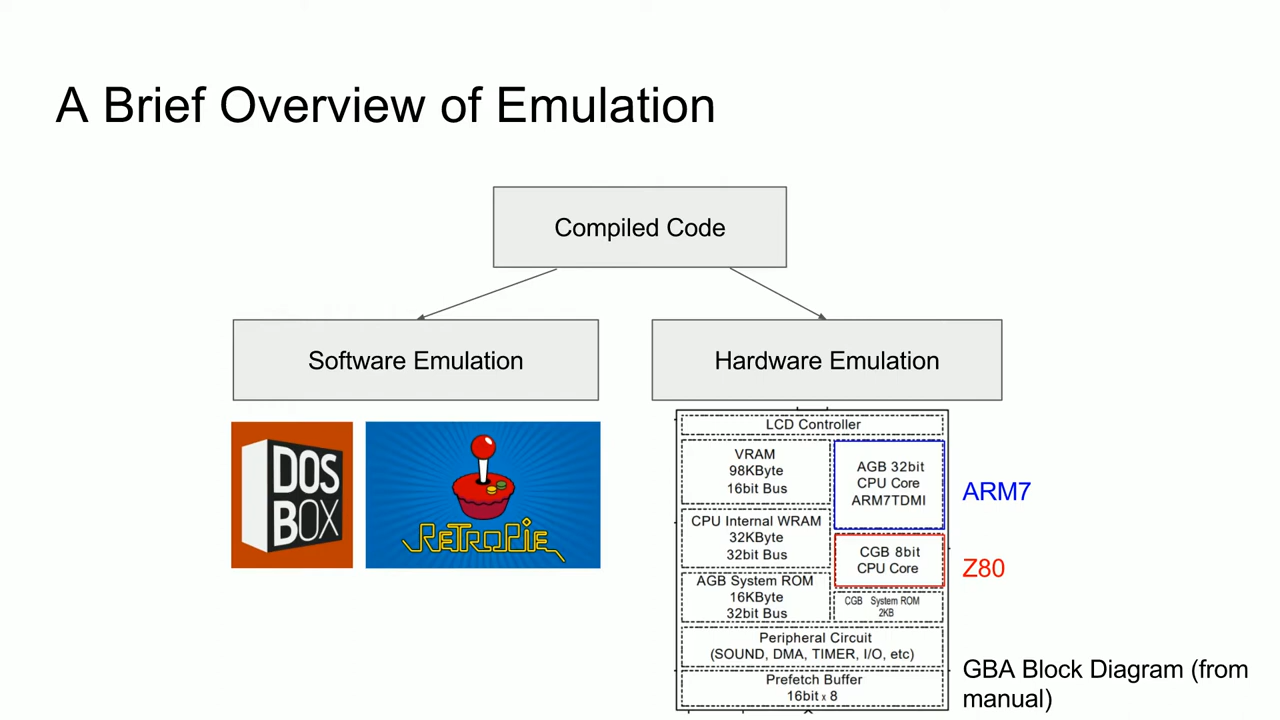 A Brief Overview of Emulation
Compiled Code
Software Emulation
Hardware Emulation
DOS
BOX
RETROPIE
LCD Controller
VRAM
98KByte
16bit Bus
AGB 32bit
CPU Core
ARM7TDMI
ARM7
CPU Internal WRAM
32KByte
32bit Bus
CGB 8bit
CPU Core
Z80
AGB System ROM
16KByte
32bit Bus
CGB System ROM
2KB
Peripheral Circuit
(SOUND, DMA, TIMER, I/O, etc)
Prefetch Buffer
16bit x 8
GBA Block Diagram (from
manual)